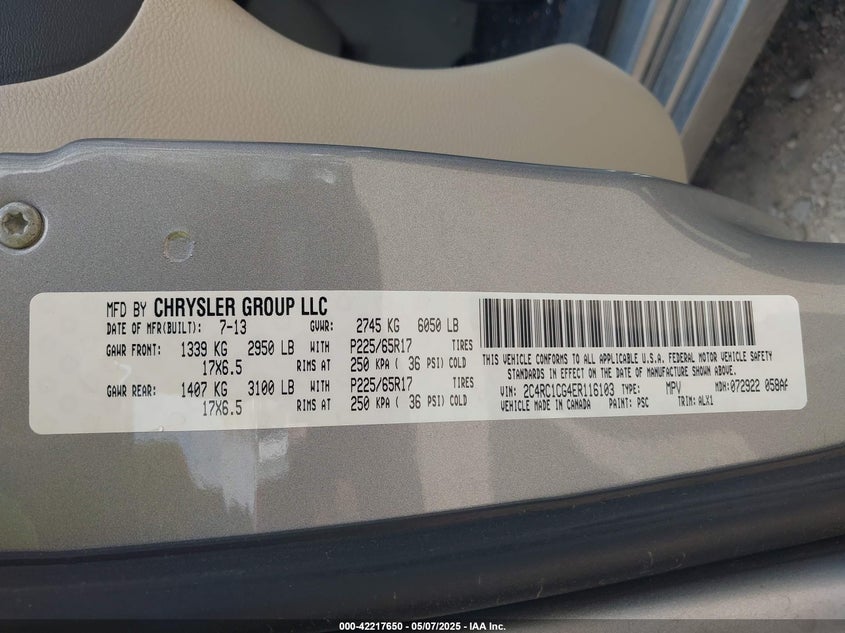 MFD BY CHRYSLER GROUP LLC
DATE OF MFR(BUILT): 7-13 GVWR: 2745 KG 6050 LB
GAWR FRONT: 1339 KG 2950 LB WITH P225/65R17 TIRES
17X6.5 RIMS AT 250 KPA ( 36 PSI) COLD
GAWR REAR: 1407 KG 3100 LB WITH P225/65R17 TIRES
17X6.5 RIMS AT 250 KPA ( 36 PSI) COLD
THIS VEHICLE CONFORMS TO ALL APPLICABLE U.S.A. FEDERAL MOTOR VEHICLE SAFETY
STANDARDS IN EFFECT ON THE DATE OF MANUFACTURE SHOWN ABOVE.
VIN: 2C4RC1CG4ER116103 TYPE: MPV MDH: 072922 058AA
VEHICLE MADE IN CANADA PAINT: PSC TRIM: ALX1
000-42217650 - 05/07/2025 - IAA Inc.